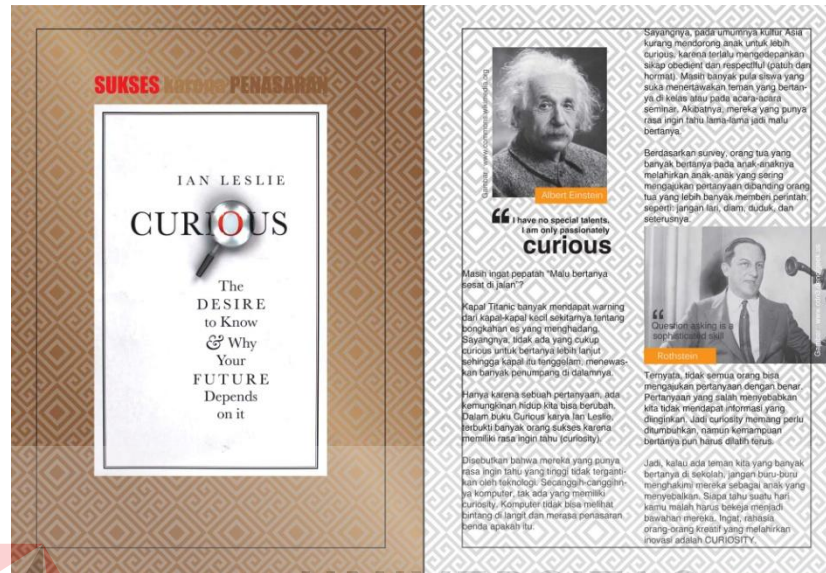 SUKSES karena PENASARAN
IAN LESLIE
CURIOUS
The
DESIRE
to Know
& Why
Your
FUTURE
Depends
on it
Albert Einstein
“ I have no special talents.
I am only passionately
curious
Masih ingat pepatah “Malu bertanya
sesat di jalan”?
Kapal Titanic banyak mendapat warning
dari kapal-kapal kecil sekitarnya tentang
bongkahan es yang menghadang.
Sayangnya, tidak ada yang cukup
curious untuk bertanya lebih lanjut
sehingga kapal itu tenggelam, menewas-
kan banyak penumpang di dalamnya.
Hanya karena sebuah pertanyaan, ada
kemungkinan hidup kita bisa berubah.
Dalam buku Curious karya Ian Leslie,
terbukti banyak orang sukses karena
memiliki rasa ingin tahu (curiosity).
Disebutkan bahwa mereka yang punya
rasa ingin tahu yang tinggi tidak terganti-
kan oleh teknologi. Secanggih-canggihn-
ya komputer, tak ada yang memiliki
curiosity. Komputer tidak bisa melihat
bintang di langit dan merasa penasaran
benda apakah itu.
Sayangnya, pada umumnya kultur Asia
kurang mendorong anak untuk lebih
curious, karena terlalu mengedepankan
sikap obedient dan respectful (patuh dan
hormat). Masih banyak pula siswa yang
suka menertawakan teman yang bertan-
ya di kelas atau pada acara-acara
seminar. Akibatnya, mereka yang punya
rasa ingin tahu lama-lama jadi malu
bertanya.
Berdasarkan survey, orang tua yang
banyak bertanya pada anak-anaknya
melahirkan anak-anak yang sering
mengajukan pertanyaan dibanding orang
tua yang lebih banyak memberi perintah,
seperti: jangan lari, diam, duduk, dan
seterusnya.
“
Question asking is a
sophisticated skill
Rothstein
Ternyata, tidak semua orang bisa
mengajukan pertanyaan dengan benar.
Pertanyaan yang salah menyebabkan
kita tidak mendapat informasi yang
diinginkan. Jadi curiosity memang perlu
ditumbuhkan, namun kemampuan
bertanya pun harus dilatih terus.
Jadi, kalau ada teman kita yang banyak
bertanya di sekolah, jangan buru-buru
menghakimi mereka sebagai anak yang
menyebalkan. Siapa tahu suatu hari
kamu malah harus bekeja menjadi
bawahan mereka. Ingat, rahasia
orang-orang kreatif yang melahirkan
inovasi adalah CURIOSITY.